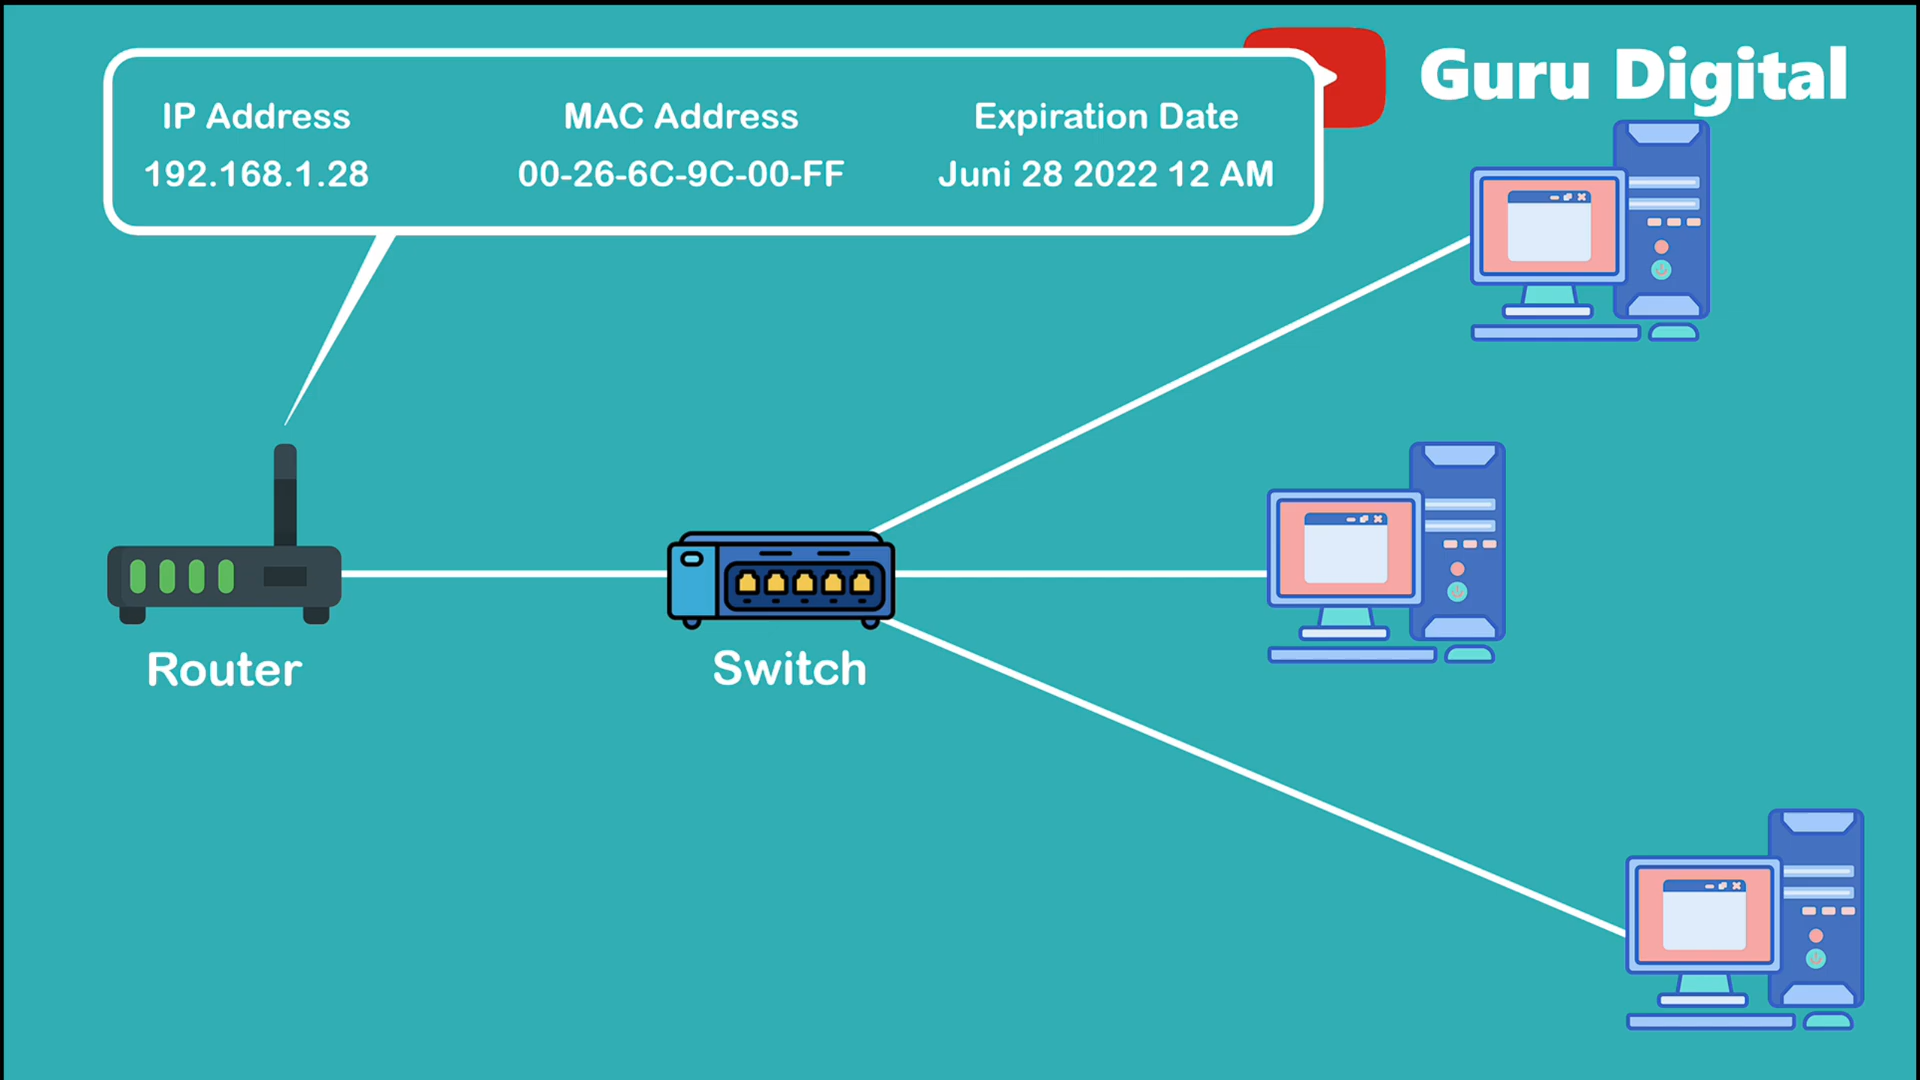 Guru Digital
IP Address MAC Address Expiration Date
192.168.1.28 00-26-6C-9C-00-FF Juni 28 2022 12 AM
Router
Switch